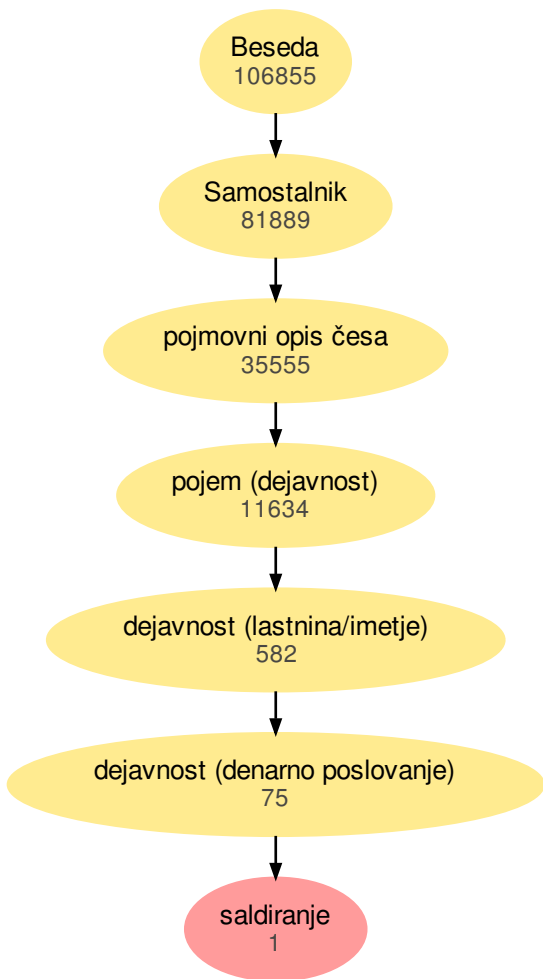 Beseda
106855
Samostalnik
81889
pojmovni opis česa
35555
pojem (dejavnost)
11634
dejavnost (lastnina/imetje)
582
dejavnost (denarno poslovanje)
75
saldiranje
1